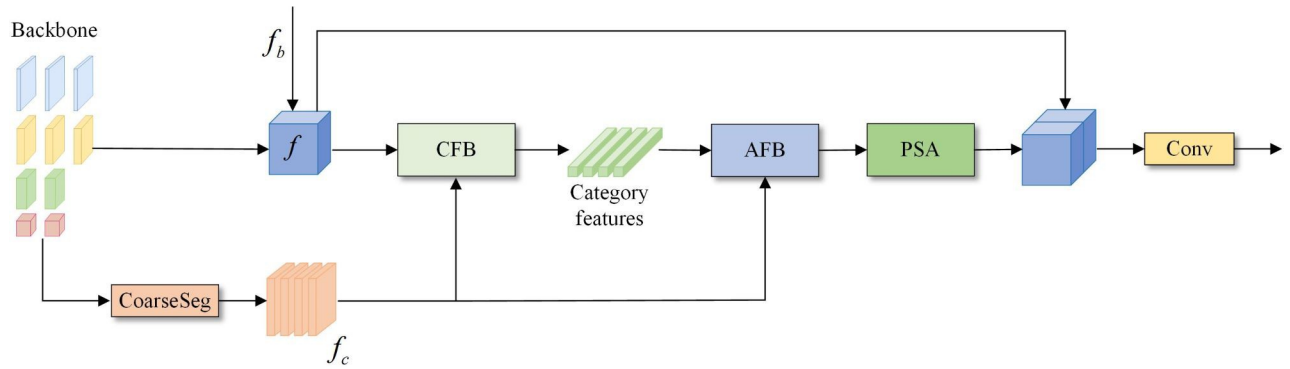 Backbone
f_b
f
CFB
Category
features
AFB
PSA
Conv
CoarseSeg
f_c